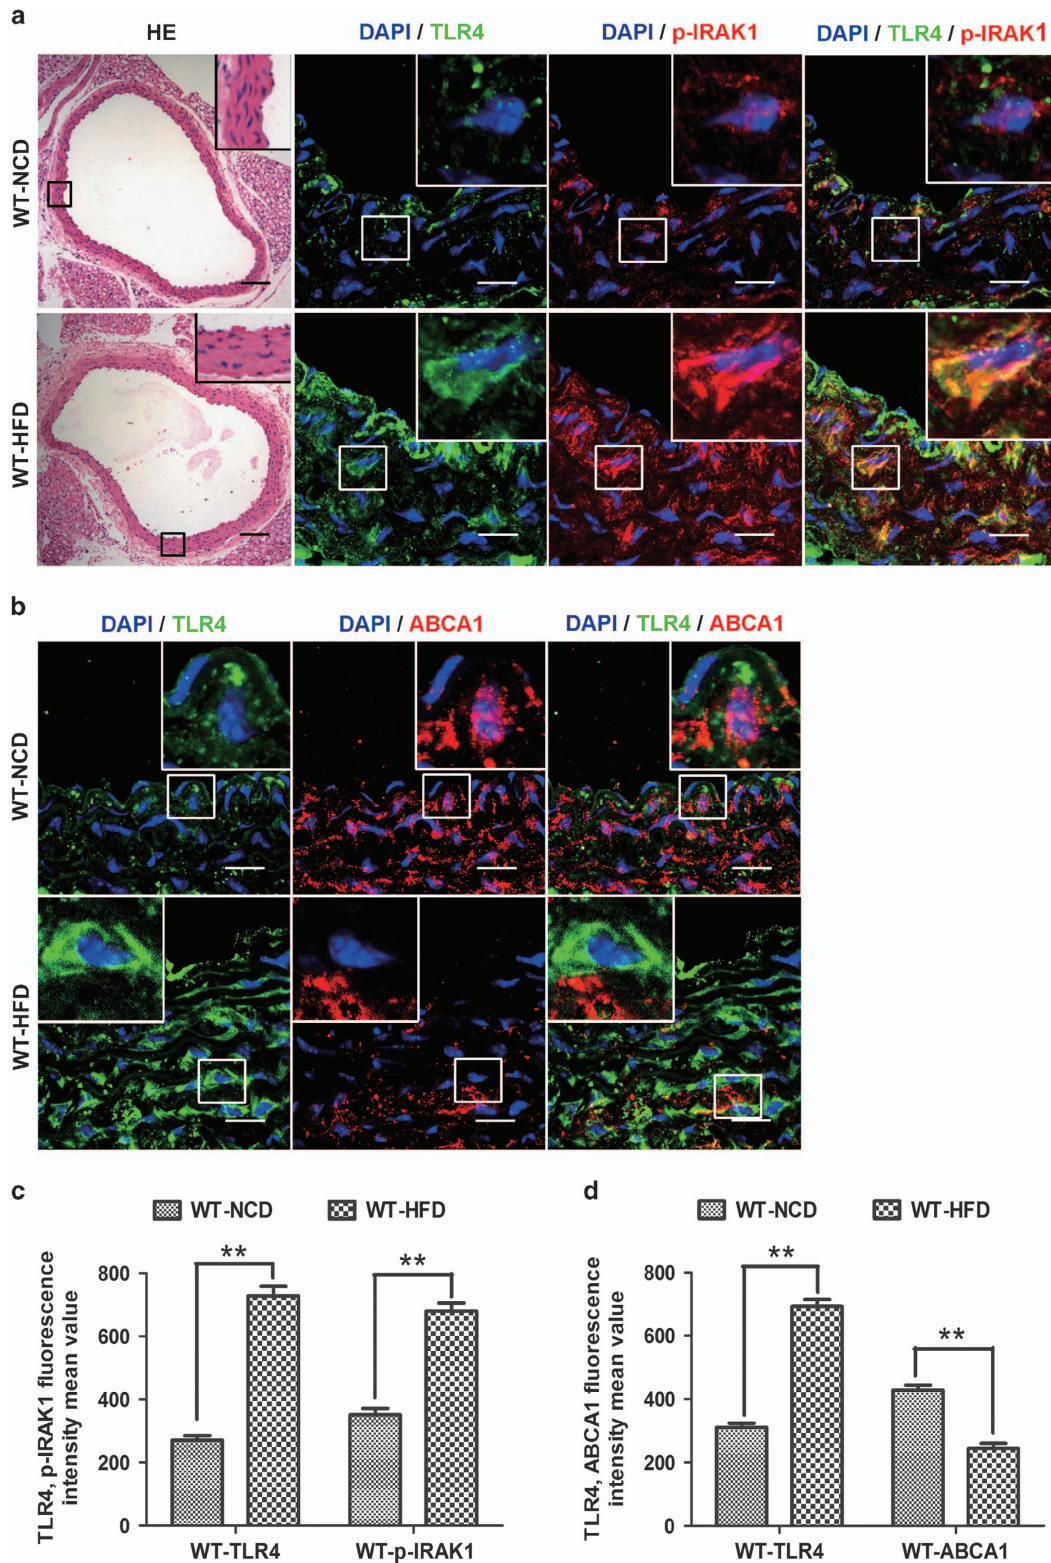 a
HE
DAPI / TLR4
DAPI / p-IRAK1
DAPI / TLR4 / p-IRAK1
WT-NCD
WT-HFD
b
DAPI / TLR4
DAPI / ABCA1
DAPI / TLR4 / ABCA1
WT-NCD
WT-HFD
c
WT-NCD
WT-HFD
TLR4, p-IRAK1 fluorescence
intensity mean value
800
600
400
200
0
**
**
WT-TLR4
WT-p-IRAK1
d
WT-NCD
WT-HFD
TLR4, ABCA1 fluorescence
intensity mean value
800
600
400
200
0
**
**
WT-TLR4
WT-ABCA1